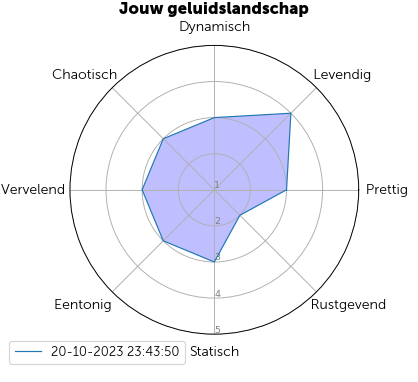 Jouw geluidslandschap
Dynamisch
Chaotisch
Levendig
Vervelend
Prettig
1
2
3
4
5
Eentonig
Rustgevend
20-10-2023 23:43:50
Statisch